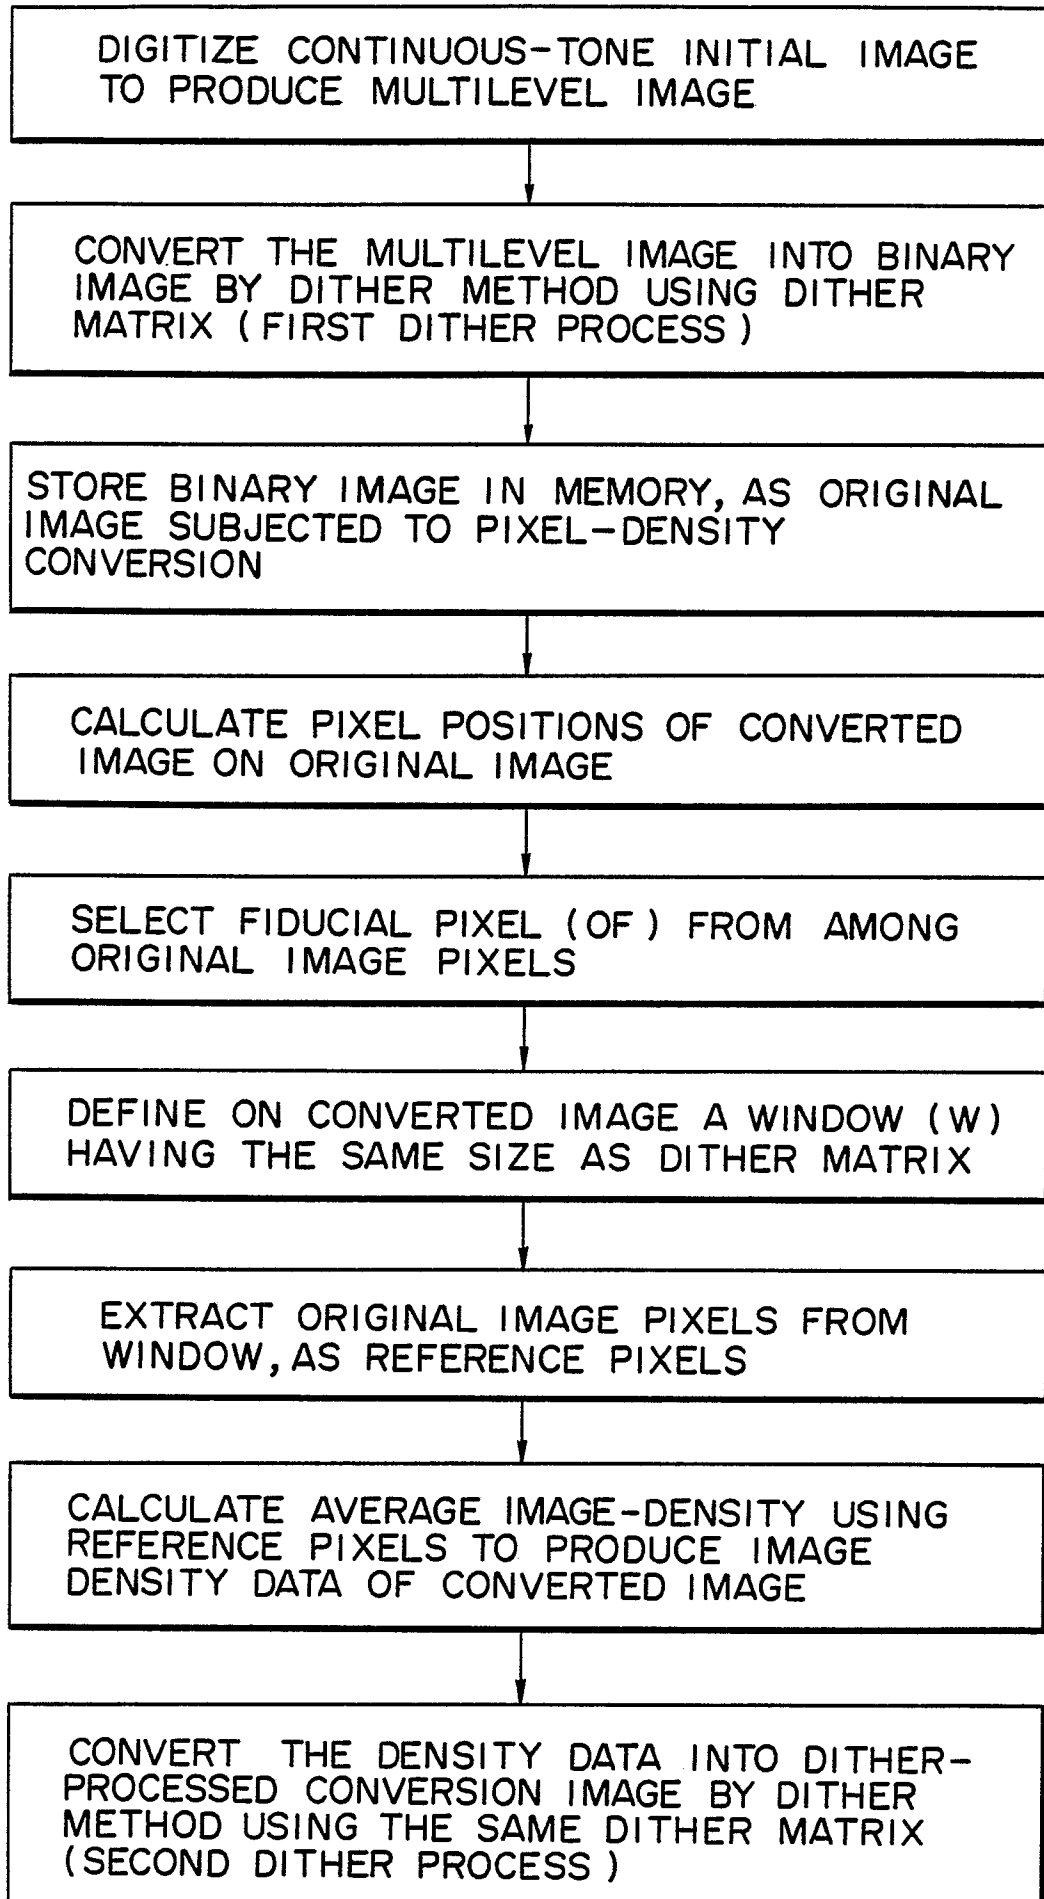 DIGITIZE CONTINUOUS-TONE INITIAL IMAGE
TO PRODUCE MULTILEVEL IMAGE
CONVERT THE MULTILEVEL IMAGE INTO BINARY
IMAGE BY DITHER METHOD USING DITHER
MATRIX (FIRST DITHER PROCESS)
STORE BINARY IMAGE IN MEMORY, AS ORIGINAL
IMAGE SUBJECTED TO PIXEL-DENSITY
CONVERSION
CALCULATE PIXEL POSITIONS OF CONVERTED
IMAGE ON ORIGINAL IMAGE
SELECT FIDUCIAL PIXEL (OF) FROM AMONG
ORIGINAL IMAGE PIXELS
DEFINE ON CONVERTED IMAGE A WINDOW (W)
HAVING THE SAME SIZE AS DITHER MATRIX
EXTRACT ORIGINAL IMAGE PIXELS FROM
WINDOW, AS REFERENCE PIXELS
CALCULATE AVERAGE IMAGE-DENSITY USING
REFERENCE PIXELS TO PRODUCE IMAGE
DENSITY DATA OF CONVERTED IMAGE
CONVERT THE DENSITY DATA INTO DITHER-
PROCESSED CONVERSION IMAGE BY DITHER
METHOD USING THE SAME DITHER MATRIX
(SECOND DITHER PROCESS)